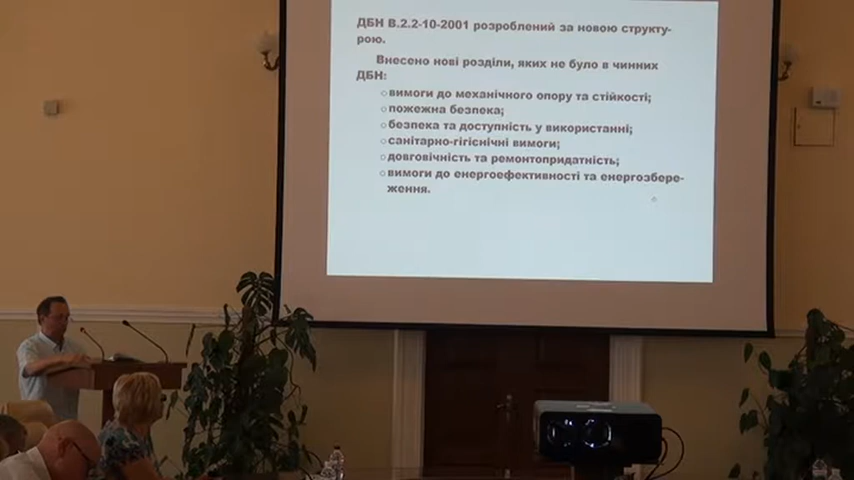 ДБН В.2.2-10-2001 розроблений за новою структу-
рою.
Внесено нові розділи, яких не було в чинних
ДБН:
○вимоги до механічного опору та стійкості;
○пожежна безпека;
○безпека та доступність у використанні;
○санітарно-гігієнічні вимоги;
○довговічність та ремонтопридатність;
○вимоги до енергоефективності та енергозбере-
ження.